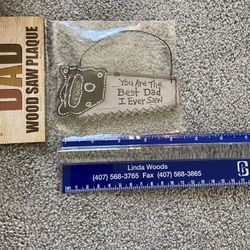 DAD
WOOD SAW PLAQUE
You Are The
Best Dad
I Ever Saw
Linda Woods
(407) 568-3765 Fax (407) 568-3865